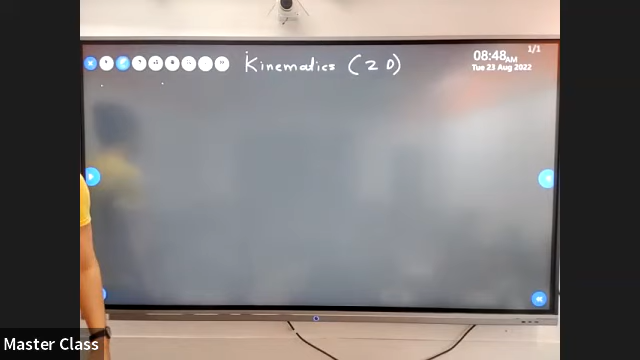 Kinematics (2D)
08:48AM
1/1
Tue 23 Aug 2022
Master Class